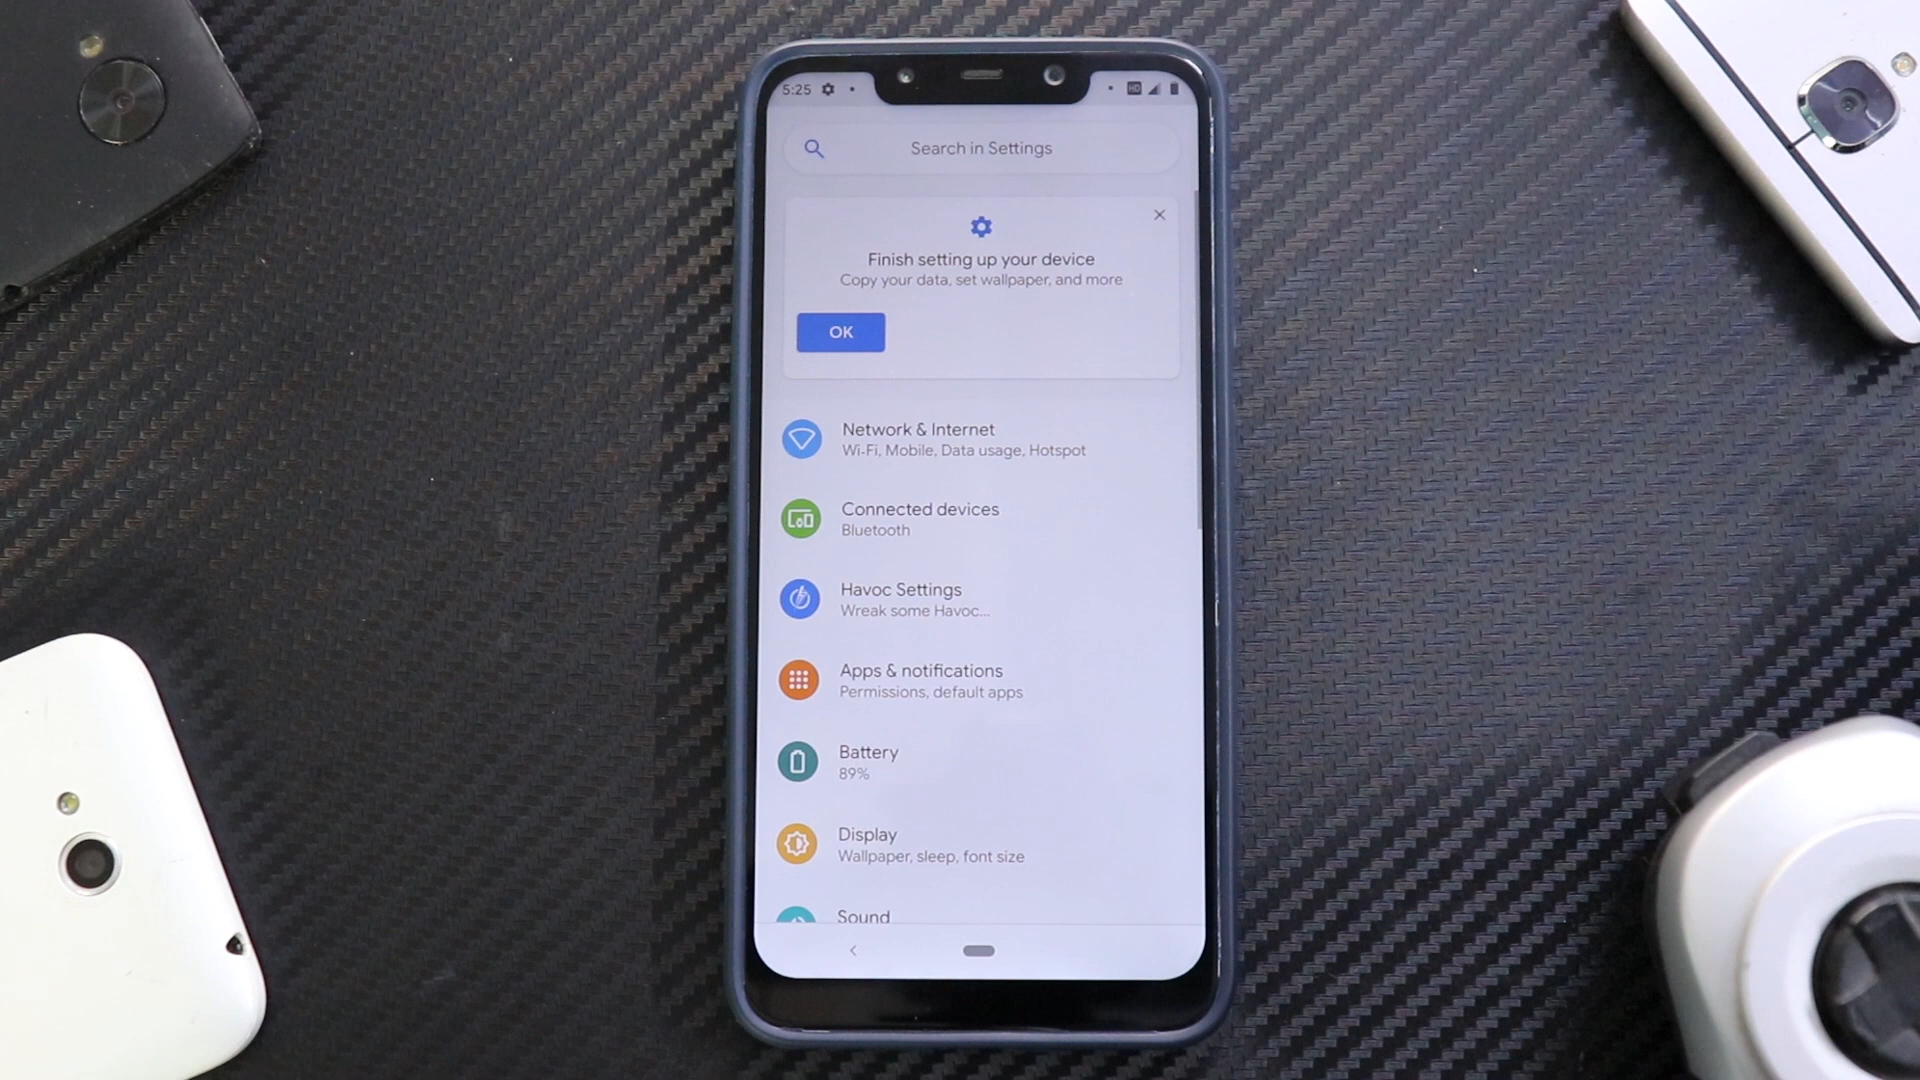 5:25
HD
Search in Settings
Finish setting up your device
Copy your data, set wallpaper, and more
OK
Network & Internet
Wi-Fi, Mobile, Data usage, Hotspot
Connected devices
Bluetooth
Havoc Settings
Wreak some Havoc...
Apps & notifications
Permissions, default apps
Battery
89%
Display
Wallpaper, sleep, font size
Sound